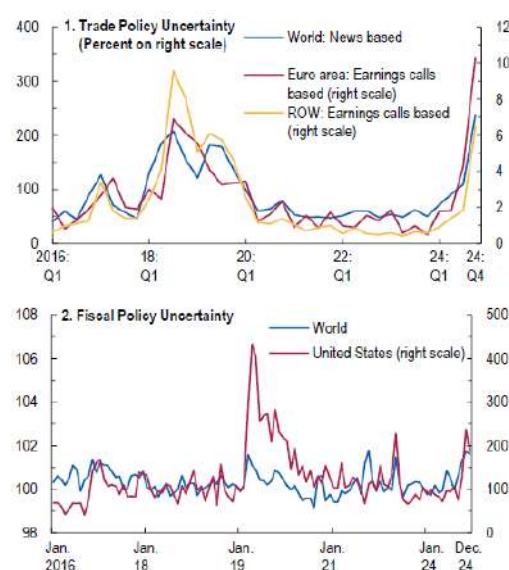 1. Trade Policy Uncertainty
(Percent on right scale)
World: News based
Euro area: Earnings calls
based (right scale)
ROW: Earnings calls based
(right scale)
400
300
200
100
0
12
10
8
6
4
2
0
2016:
Q1
18:
Q1
20:
Q1
22:
Q1
24:
Q1
24:
Q4
2. Fiscal Policy Uncertainty
World
United States (right scale)
108
106
104
102
100
98
500
400
300
200
100
0
Jan.
2016
Jan.
18
Jan.
19
Jan.
21
Jan.
24
Dec.
24